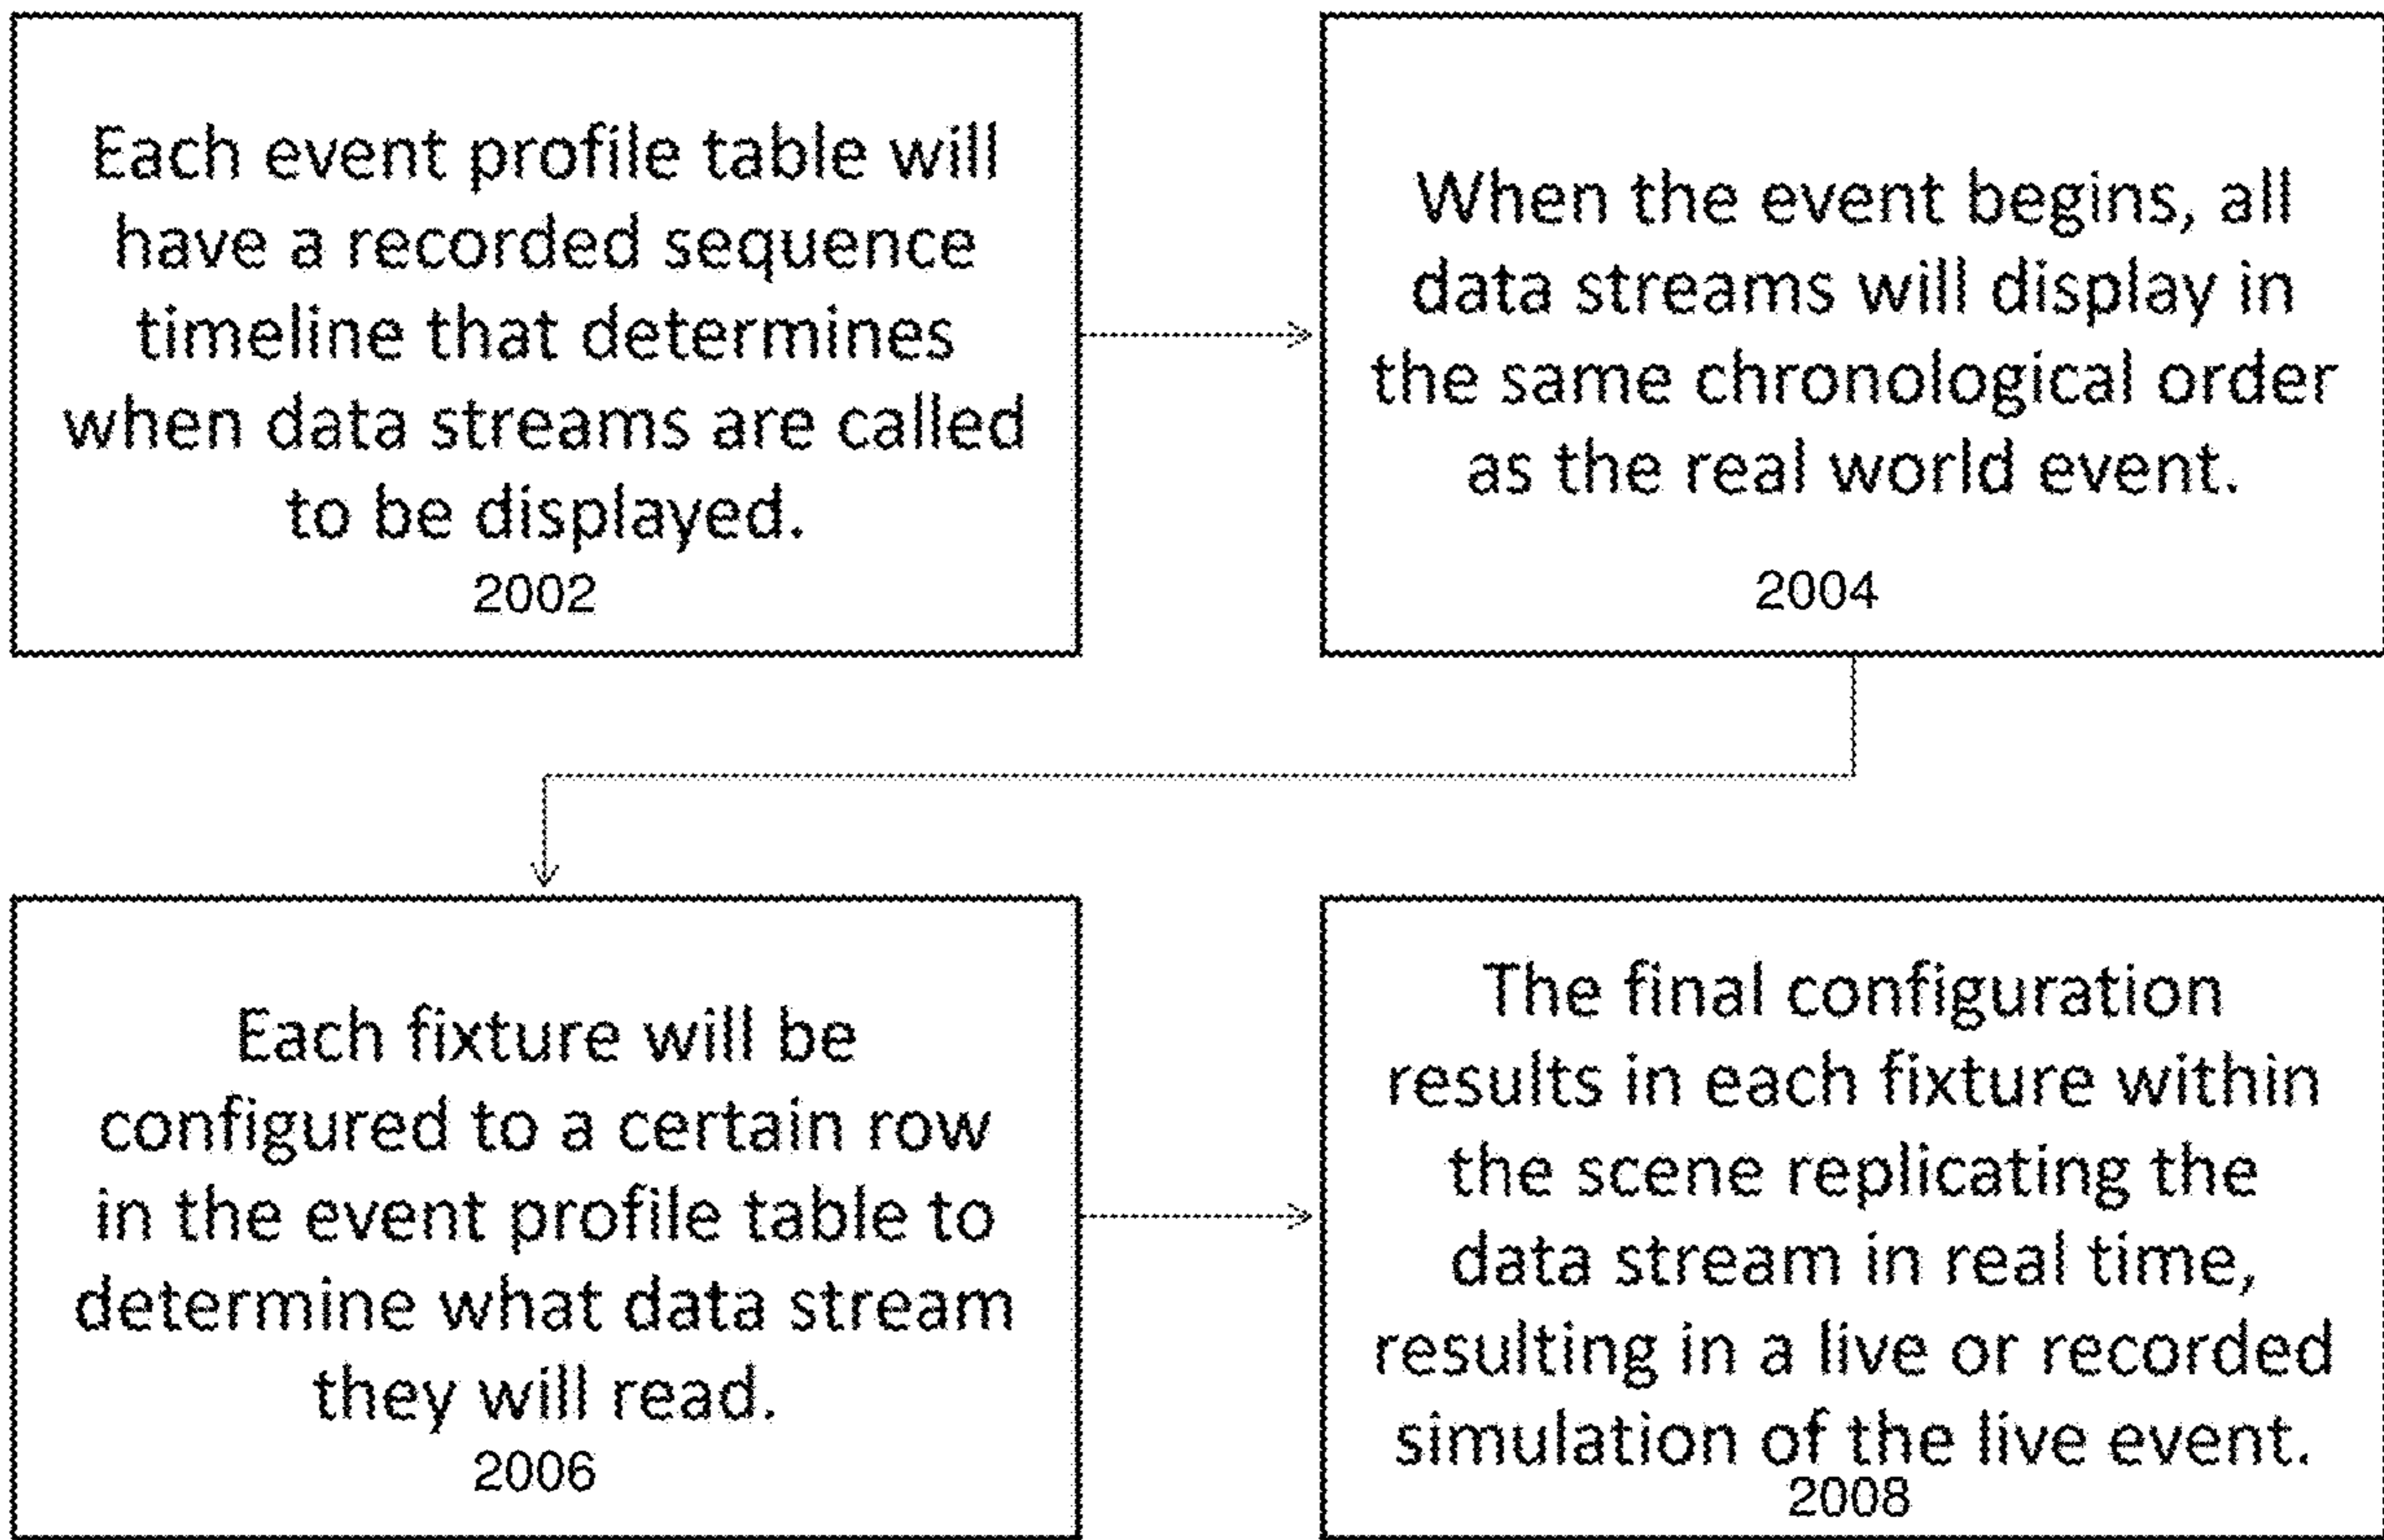 Each event profile table will
have a recorded sequence
timeline that determines
when data streams are called
to be displayed.
2002
When the event begins, all
data streams will display in
the same chronological order
as the real world event.
2004
Each fixture will be
configured to a certain row
in the event profile table to
determine what data stream
they will read.
2006
The final configuration
results in each fixture within
the scene replicating the
data stream in real time,
resulting in a live or recorded
simulation of the live event.
2008